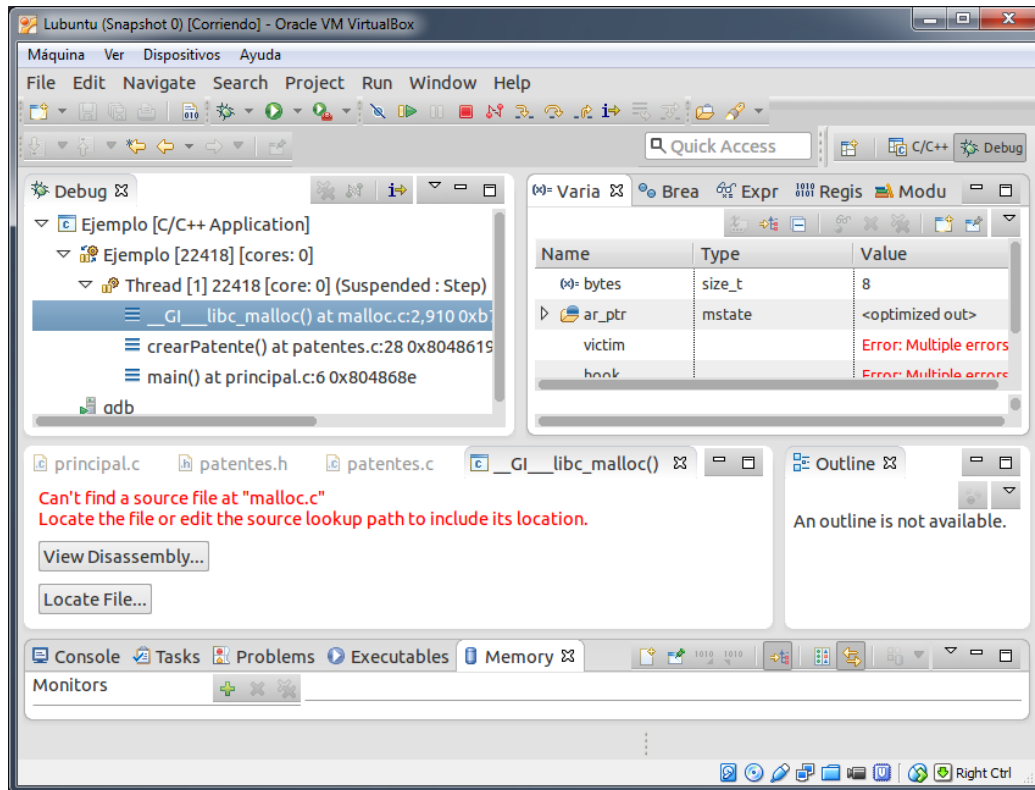 Lubuntu (Snapshot 0) [Corriendo] - Oracle VM VirtualBox
Máquina Ver Dispositivos Ayuda
File Edit Navigate Search Project Run Window Help
Quick Access
C/C++
Debug
Debug
Ejemplo [C/C++ Application]
Ejemplo [22418] [cores: 0]
Thread [1] 22418 [core: 0] (Suspended : Step)
__GI___libc_malloc() at malloc.c:2,910 0xb7
crearPatente() at patentes.c:28 0x8048619
main() at principal.c:6 0x804868e
gdb
(x)= Varia Brea Expr Regis Modu
Name Type Value
(x)= bytes size_t 8
ar_ptr mstate <optimized out>
victim Error: Multiple errors
hook Error: Multiple errors
principal.c patentes.h patentes.c __GI___libc_malloc()
Can't find a source file at "malloc.c"
Locate the file or edit the source lookup path to include its location.
View Disassembly...
Locate File...
Outline
An outline is not available.
Console Tasks Problems Executables Memory
Monitors
Right Ctrl